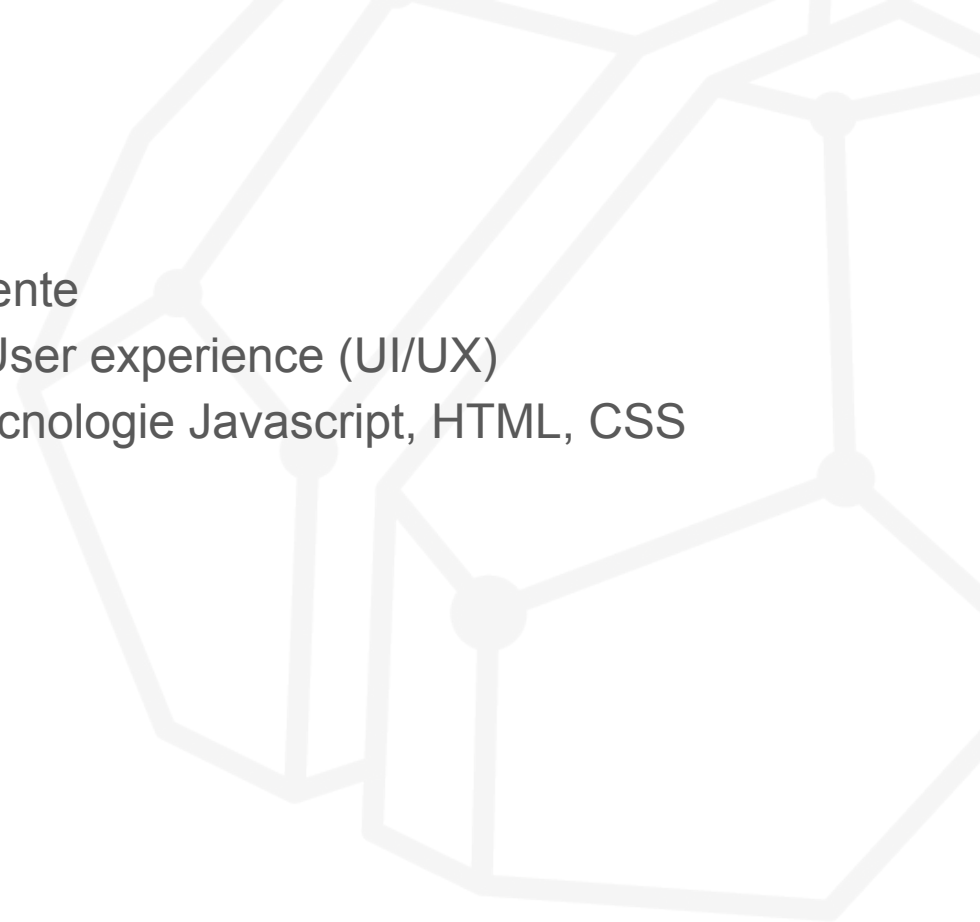 ente
User experience (UI/UX)
cnologie Javascript, HTML, CSS